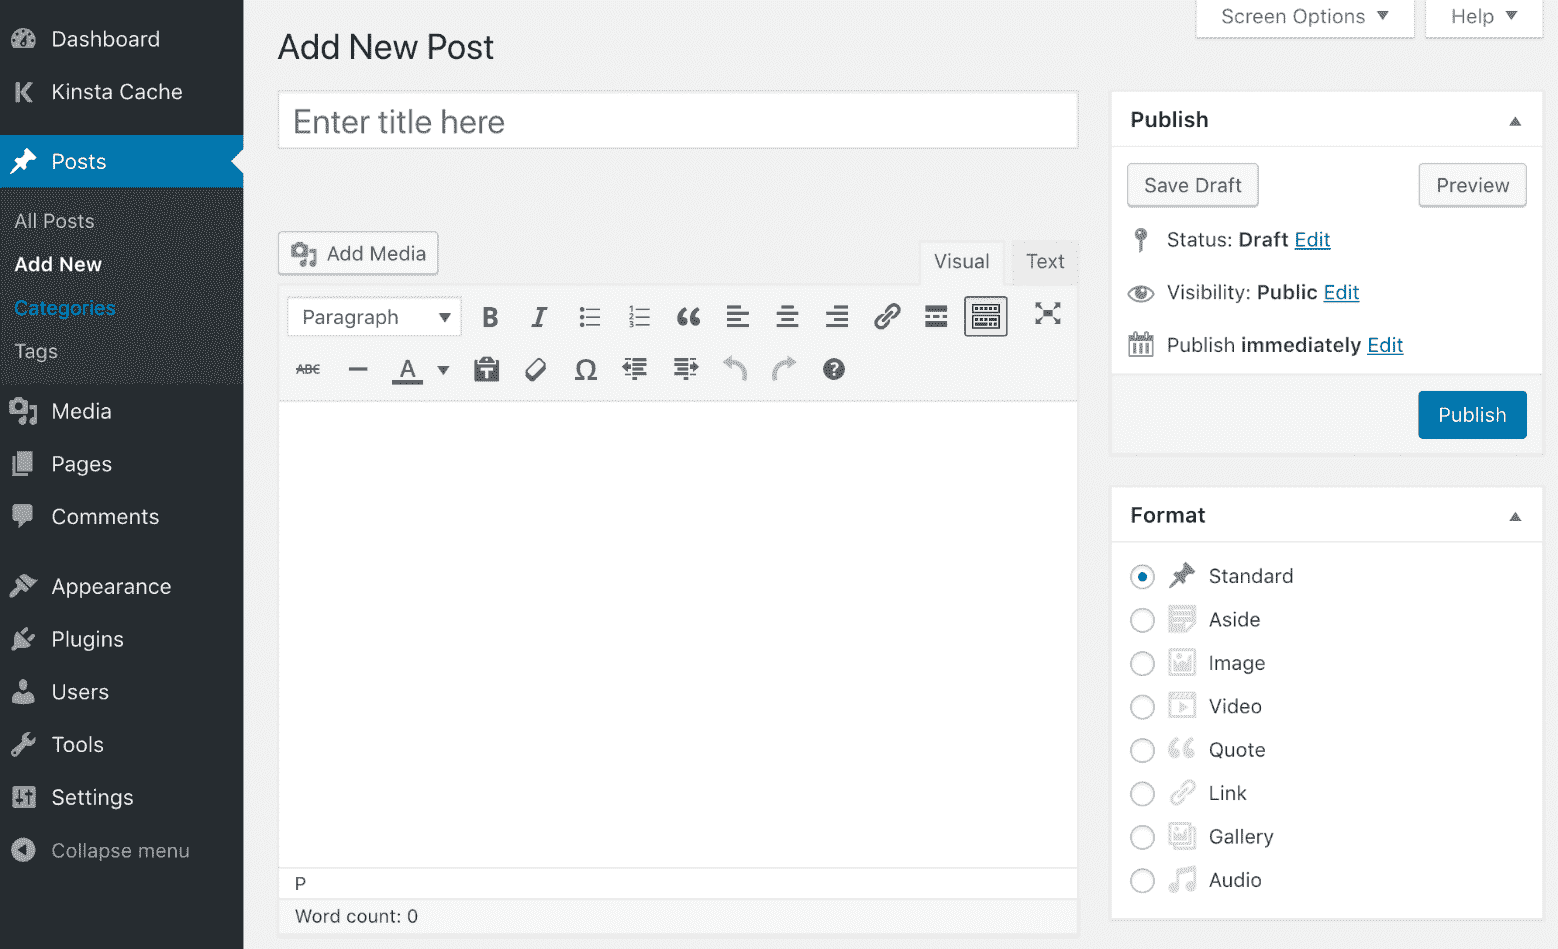 Dashboard
Kinsta Cache
Posts
All Posts
Add New
Categories
Tags
Media
Pages
Comments
Appearance
Plugins
Users
Tools
Settings
Collapse menu
Screen Options
Help
Add New Post
Enter title here
Add Media
Visual
Text
Paragraph
B
I
ABC
A
Ω
P
Word count: 0
Publish
Save Draft
Preview
Status: Draft Edit
Visibility: Public Edit
Publish immediately Edit
Publish
Format
Standard
Aside
Image
Video
Quote
Link
Gallery
Audio